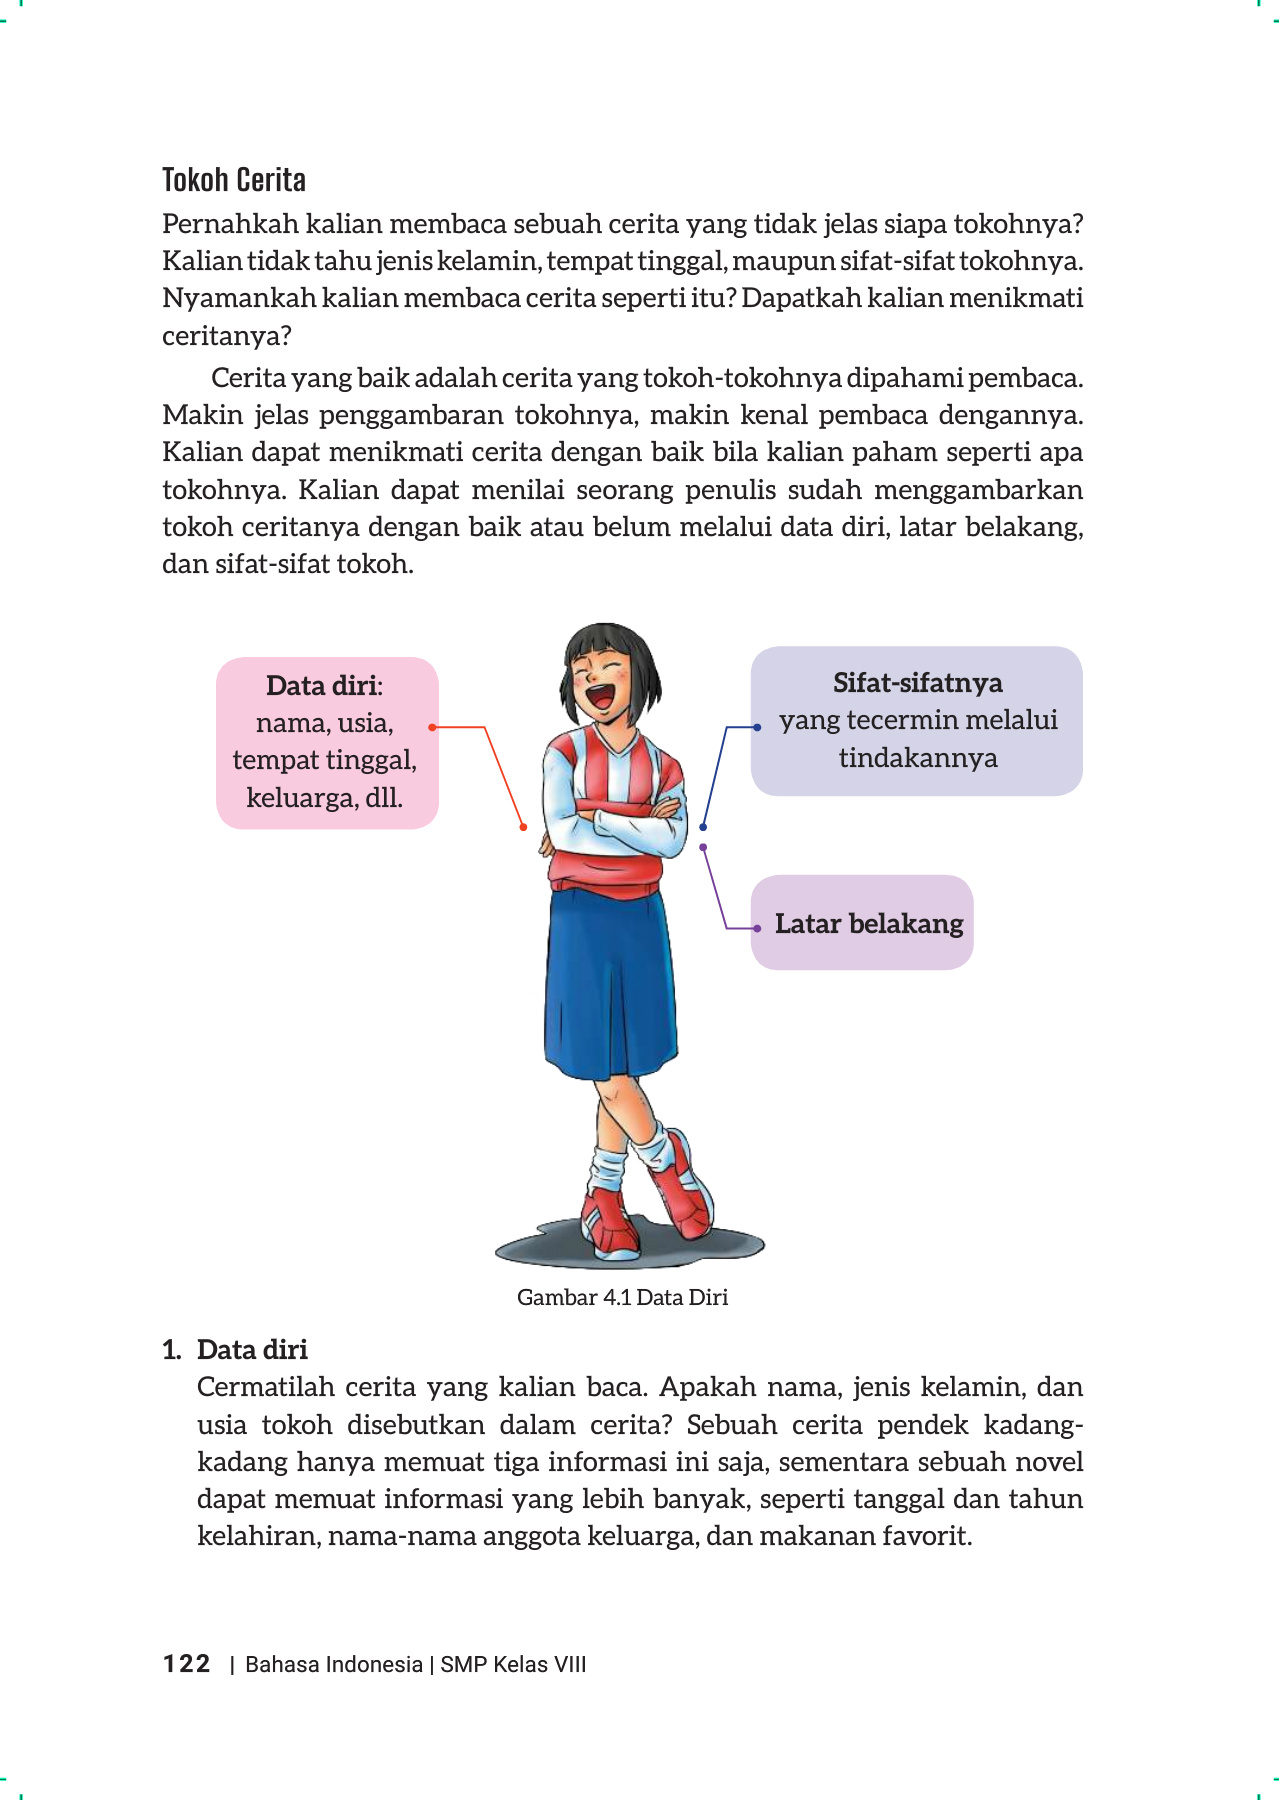 Tokoh Cerita
Pernahkah kalian membaca sebuah cerita yang tidak jelas siapa tokohnya?
Kalian tidak tahu jenis kelamin, tempat tinggal, maupun sifat-sifat tokohnya.
Nyamankah kalian membaca cerita seperti itu? Dapatkah kalian menikmati
ceritanya?
Cerita yang baik adalah cerita yang tokoh-tokohnya dipahami pembaca.
Makin jelas penggambaran tokohnya, makin kenal pembaca dengannya.
Kalian dapat menikmati cerita dengan baik bila kalian paham seperti apa
tokohnya. Kalian dapat menilai seorang penulis sudah menggambarkan
tokoh ceritanya dengan baik atau belum melalui data diri, latar belakang,
dan sifat-sifat tokoh.
Data diri:
nama, usia,
tempat tinggal,
keluarga, dll.
Sifat-sifatnya
yang tecermin melalui
tindakannya
Latar belakang
Gambar 4.1 Data Diri
1. Data diri
Cermatilah cerita yang kalian baca. Apakah nama, jenis kelamin, dan
usia tokoh disebutkan dalam cerita? Sebuah cerita pendek kadang-
kadang hanya memuat tiga informasi ini saja, sementara sebuah novel
dapat memuat informasi yang lebih banyak, seperti tanggal dan tahun
kelahiran, nama-nama anggota keluarga, dan makanan favorit.
122 | Bahasa Indonesia | SMP Kelas VIII